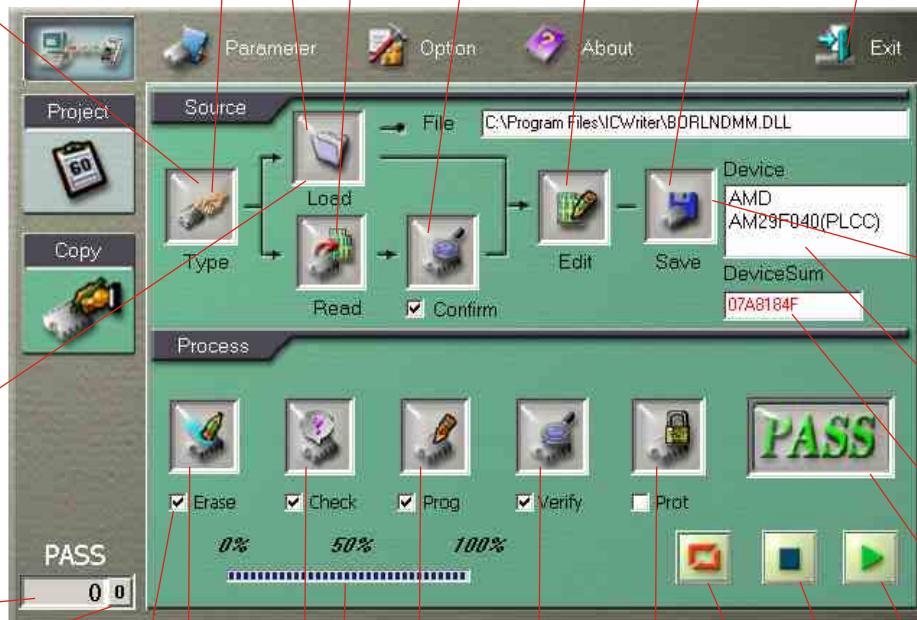 Parameter
Option
About
Exit
Project
GO
Copy
PASS
0 0
Source
File
C:\Program Files\ICWriter\BORLNDMM.DLL
Load
Type
Read
Confirm
Edit
Save
Device
AMD
AM29F040(PLCC)
DeviceSum
07A8184F
Process
Erase
Check
Prog
Verify
Prot
PASS
0% 50% 100%